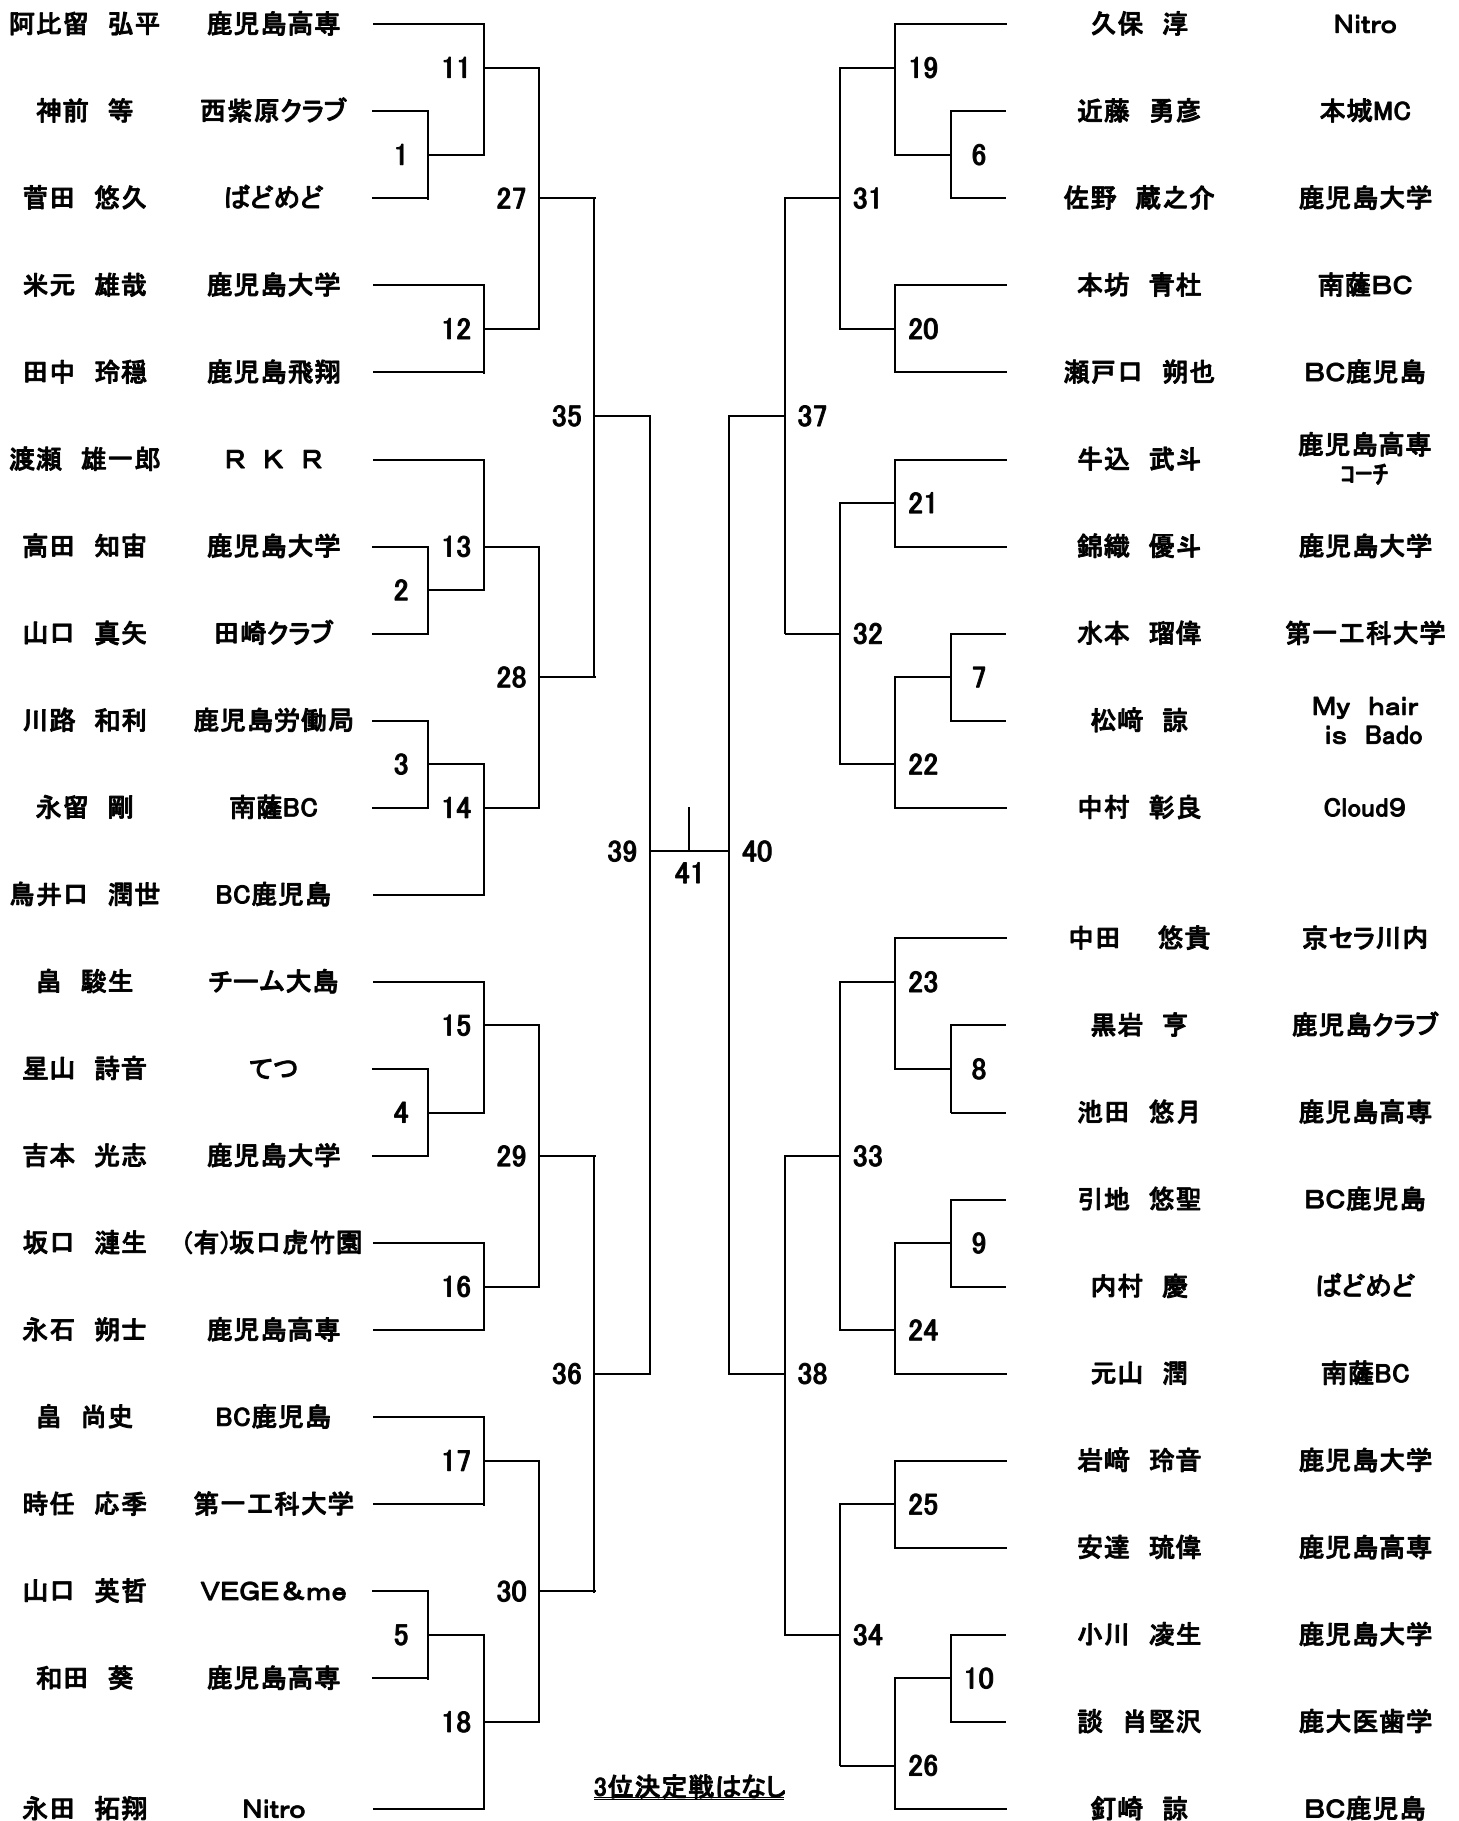 阿比留 弘平 鹿児島高専
11
神前 等 西紫原クラブ
1
菅田 悠久 ばどめど
27
米元 雄哉 鹿児島大学
12
田中 玲穏 鹿児島飛翔
35
渡瀬 雄一郎 R K R
高田 知宙 鹿児島大学
13
2
山口 真矢 田崎クラブ
28
川路 和利 鹿児島労働局
3
永留 剛 南薩BC
14
39
鳥井口 潤世 BC鹿児島
畠 駿生 チーム大島
15
星山 詩音 てつ
4
吉本 光志 鹿児島大学
29
坂口 漣生 (有)坂口虎竹園
16
永石 朔士 鹿児島高専
36
畠 尚史 BC鹿児島
17
時任 応季 第一工科大学
山口 英哲 VEGE&me
30
5
和田 葵 鹿児島高専
18
永田 拓翔 Nitro
41
3位決定戦はなし
久保 淳 Nitro
19
近藤 勇彦 本城MC
6
佐野 蔵之介 鹿児島大学
31
本坊 青杜 南薩BC
20
瀬戸口 朔也 BC鹿児島
37
牛込 武斗 鹿児島高専
コーチ
21
錦織 優斗 鹿児島大学
水本 瑠偉 第一工科大学
32
7
松﨑 諒 My hair
is Bado
22
中村 彰良 Cloud9
40
中田 悠貴 京セラ川内
23
黒岩 亨 鹿児島クラブ
8
池田 悠月 鹿児島高専
33
引地 悠聖 BC鹿児島
9
内村 慶 ばどめど
24
元山 潤 南薩BC
38
岩﨑 玲音 鹿児島大学
25
安達 琉偉 鹿児島高専
小川 凌生 鹿児島大学
34
10
談 肖堅沢 鹿大医歯学
26
釘崎 諒 BC鹿児島